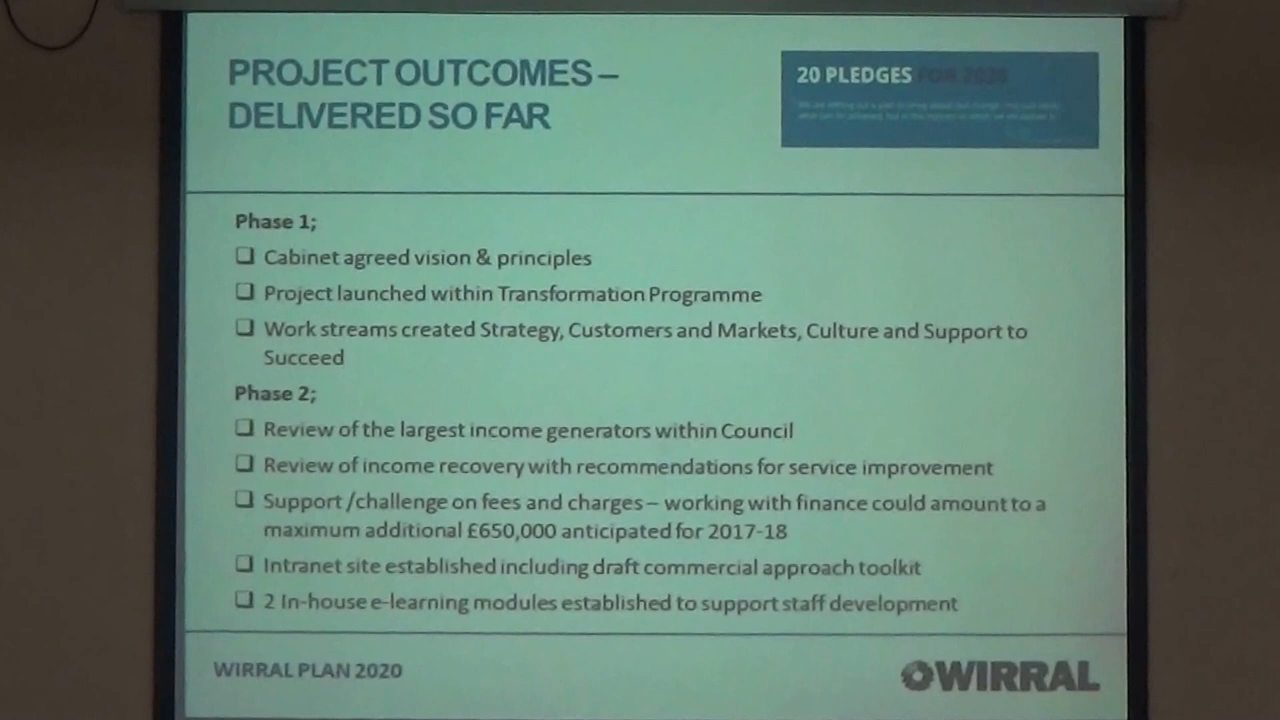 PROJECT OUTCOMES –
DELIVERED SO FAR
20 PLEDGES FOR 2020
Phase 1;
❑ Cabinet agreed vision & principles
❑ Project launched within Transformation Programme
❑ Work streams created Strategy, Customers and Markets, Culture and Support to
Succeed
Phase 2;
❑ Review of the largest income generators within Council
❑ Review of income recovery with recommendations for service improvement
❑ Support /challenge on fees and charges – working with finance could amount to a
maximum additional £650,000 anticipated for 2017-18
❑ Intranet site established including draft commercial approach toolkit
❑ 2 In-house e-learning modules established to support staff development
WIRRAL PLAN 2020
WIRRAL